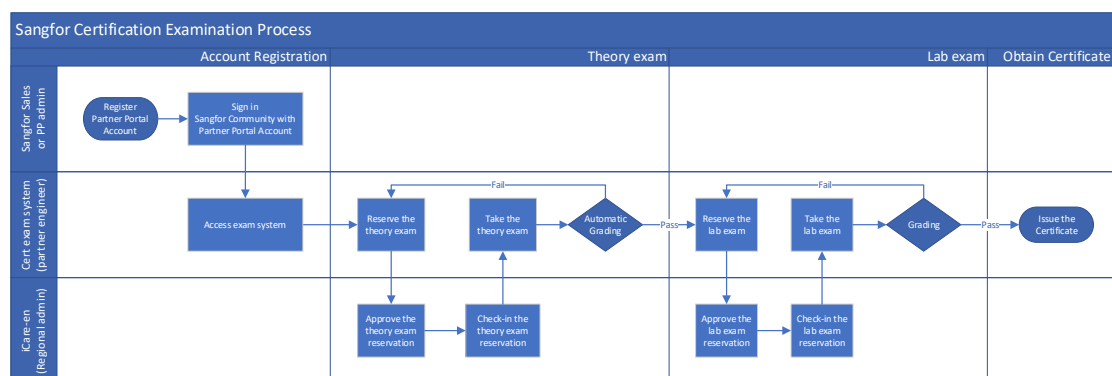 Sangfor Certification Examination Process
Account Registration
Theory exam
Lab exam
Obtain Certificate
Sangfor Sales
or PP admin
Register
Partner Portal
Account
Sign in
Sangfor Community with
Partner Portal Account
Cert exam system
(partner engineer)
Access exam system
Reserve the
theory exam
Take the
theory exam
Fail
Automatic
Grading
Pass
Reserve the
lab exam
Take the
lab exam
Fail
Grading
Pass
Issue the
Certificate
iCare-en
(Regional admin)
Approve the
theory exam
reservation
Check-in the
theory exam
reservation
Approve the
lab exam
reservation
Check-in the
lab exam
reservation